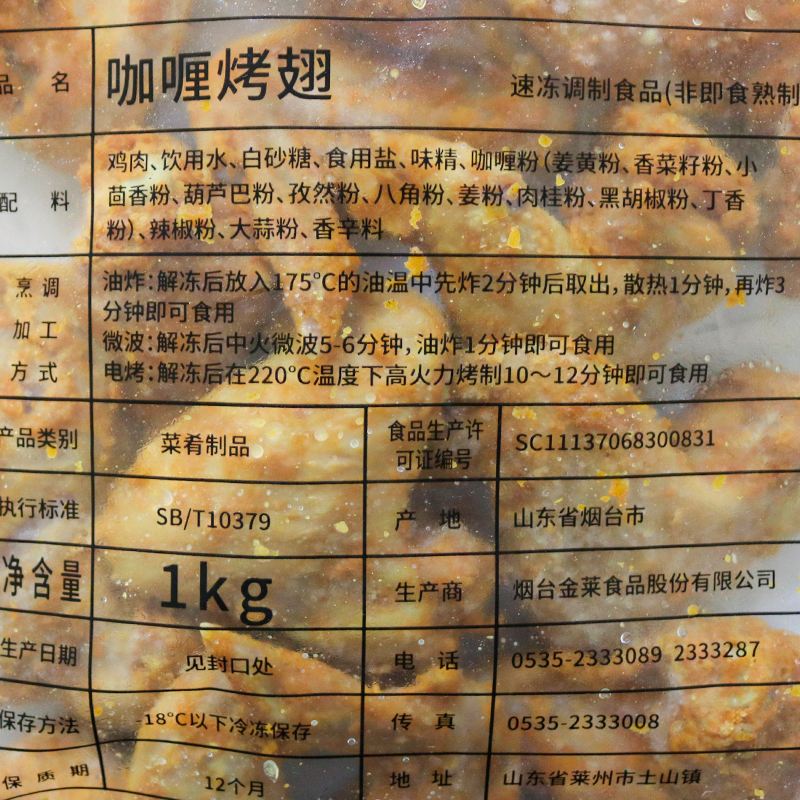 品 名 咖喱烤翅 速冻调制食品(非即食熟制
配 料 鸡肉、饮用水、白砂糖、食用盐、味精、咖喱粉(姜黄粉、香菜籽粉、小
茴香粉、葫芦巴粉、孜然粉、八角粉、姜粉、肉桂粉、黑胡椒粉、丁香
粉)、辣椒粉、大蒜粉、香辛料
烹调
加工
方式
油炸:解冻后放入175℃的油温中先炸2分钟后取出,散热1分钟,再炸3
分钟即可食用
微波:解冻后中火微波5-6分钟,油炸1分钟即可食用
电烤:解冻后在220℃温度下高火力烤制10～12分钟即可食用
产品类别 菜肴制品 食品生产许
可证编号 SC11137068300831
执行标准 SB/T10379 产 地 山东省烟台市
净含量 1kg 生产商 烟台金莱食品股份有限公司
生产日期 见封口处 电 话 0535-2333089 2333287
保存方法 -18℃以下冷冻保存 传 真 0535-2333008
保 质 期 12个月 地 址 山东省莱州市土山镇